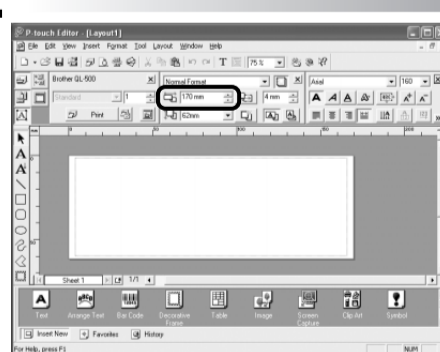 P-touch Editor - [Layout1]
File Edit View Insert Format Tool Layout Window Help
75 %
Brother QL-500
Normal Format
Arial
160
Standard
1
170 mm
4 mm
Print
62mm
Sheet 1
1/1
Text
Arrange Text
Bar Code
Decorative Frame
Table
Image
Screen Capture
Clip Art
Symbol
Insert New
Favorites
History
For Help, press F1
NUM